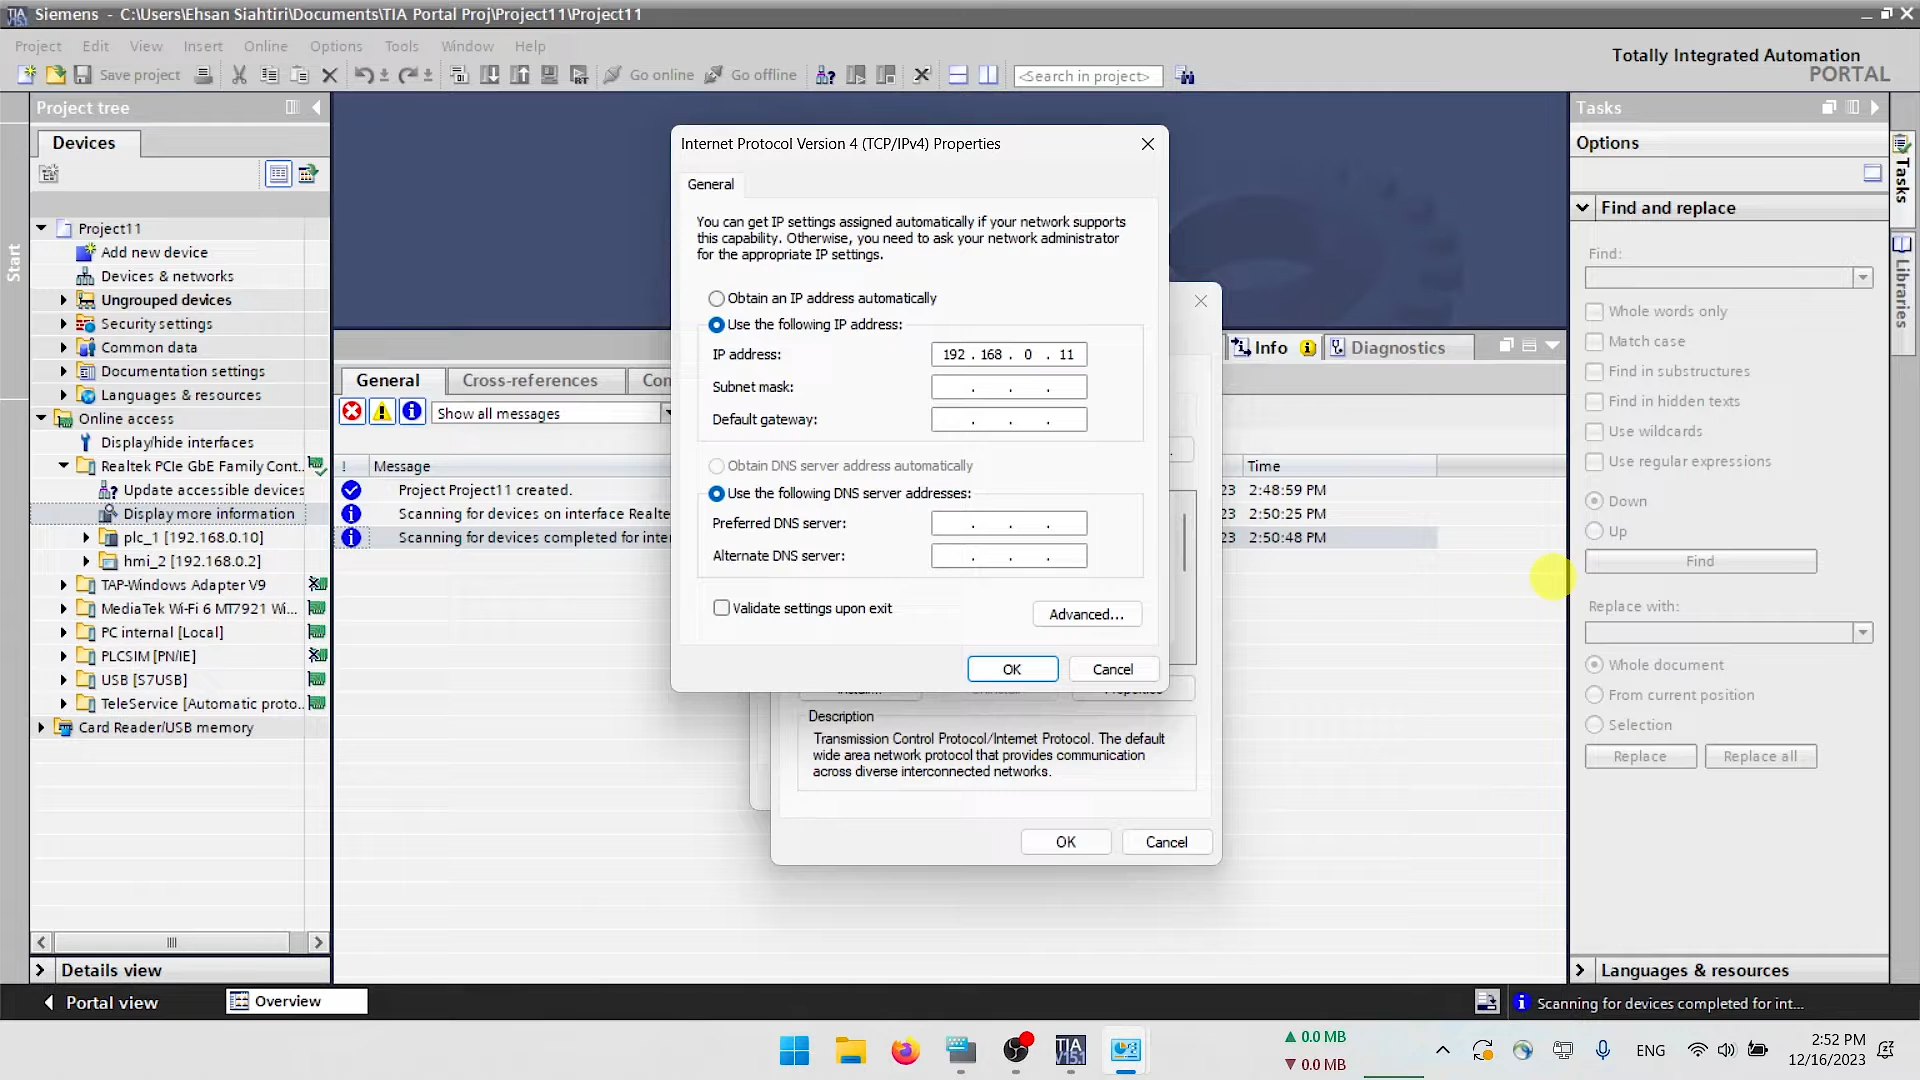 Siemens - C:\Users\Ehsan Siahtiri\Documents\TIA Portal Proj\Project11\Project11
Project Edit View Insert Online Options Tools Window Help
Totally Integrated Automation
PORTAL
Save project
Go online
Go offline
<Search in project>
Project tree
Devices
Start
Project11
Add new device
Devices & networks
Ungrouped devices
Security settings
Common data
Documentation settings
Languages & resources
Online access
Display/hide interfaces
Realtek PCIe GbE Family Cont..
Update accessible devices
Display more information
plc_1 [192.168.0.10]
hmi_2 [192.168.0.2]
TAP-Windows Adapter V9
MediaTek Wi-Fi 6 MT7921 Wi...
PC internal [Local]
PLCSIM [PN/IE]
USB [S7USB]
TeleService [Automatic proto..
Card Reader/USB memory
Details view
Internet Protocol Version 4 (TCP/IPv4) Properties
General
You can get IP settings assigned automatically if your network supports
this capability. Otherwise, you need to ask your network administrator
for the appropriate IP settings.
Obtain an IP address automatically
Use the following IP address:
IP address: 192 . 168 . 0 . 11
Subnet mask: . . .
Default gateway: . . .
Obtain DNS server address automatically
Use the following DNS server addresses:
Preferred DNS server: . . .
Alternate DNS server: . . .
Validate settings upon exit
Advanced...
OK Cancel
Description
Transmission Control Protocol/Internet Protocol. The default
wide area network protocol that provides communication
across diverse interconnected networks.
OK Cancel
Info
Diagnostics
General Cross-references
Show all messages
! Message Time
Project Project11 created. 2:48:59 PM
Scanning for devices on interface Realte 23 2:50:25 PM
Scanning for devices completed for inter 23 2:50:48 PM
Tasks
Options
Find and replace
Find:
Whole words only
Match case
Find in substructures
Find in hidden texts
Use wildcards
Use regular expressions
Down
Up
Find
Replace with:
Whole document
From current position
Selection
Replace Replace all
Languages & resources
Tasks
Libraries
Portal view
Overview
Scanning for devices completed for int...
TIA
V15.1
0.0 MB
0.0 MB
ENG
2:52 PM
12/16/2023